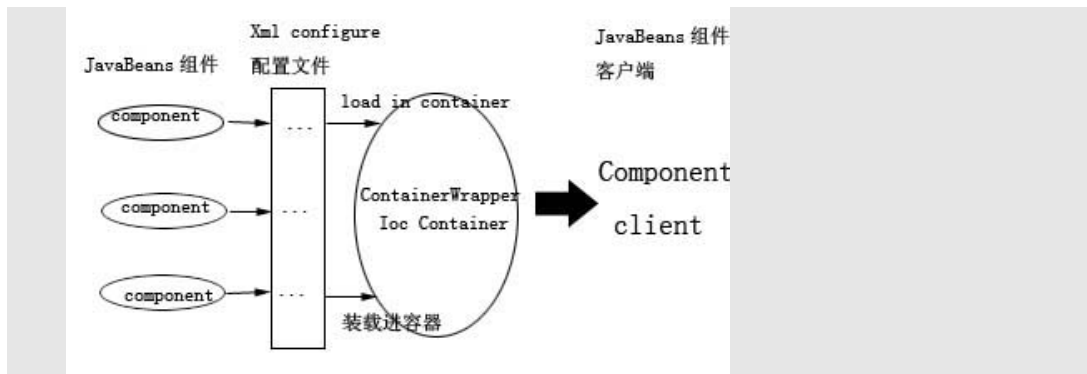 Xml configure
JavaBeans 组件
JavaBeans 组件
配置文件
客户端
load in container
component
...
Component
ContainerWrapper
component
...
Ioc Container
client
component
...
装载进容器